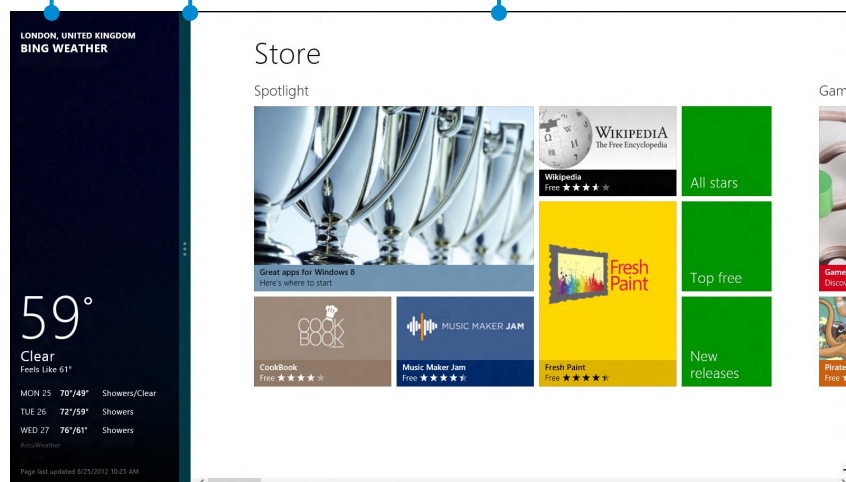 LONDON, UNITED KINGDOM
BING WEATHER
59°
Clear
Feels Like 61°
MON 25 70°/49° Showers/Clear
TUE 26 72°/59° Showers
WED 27 76°/61° Showers
AccuWeather
Page last updated 6/25/2012 10:25 AM
Store
Spotlight
Great apps for Windows 8
Here's where to start
WIKIPEDIA
The Free Encyclopedia
Wikipedia
Free
All stars
COOK
BOOK
CookBook
Free
MUSIC MAKER JAM
Music Maker Jam
Free
Fresh
Paint
Fresh Paint
Free
Top free
New
releases
Gam
Game
Discov
Pirate
Free